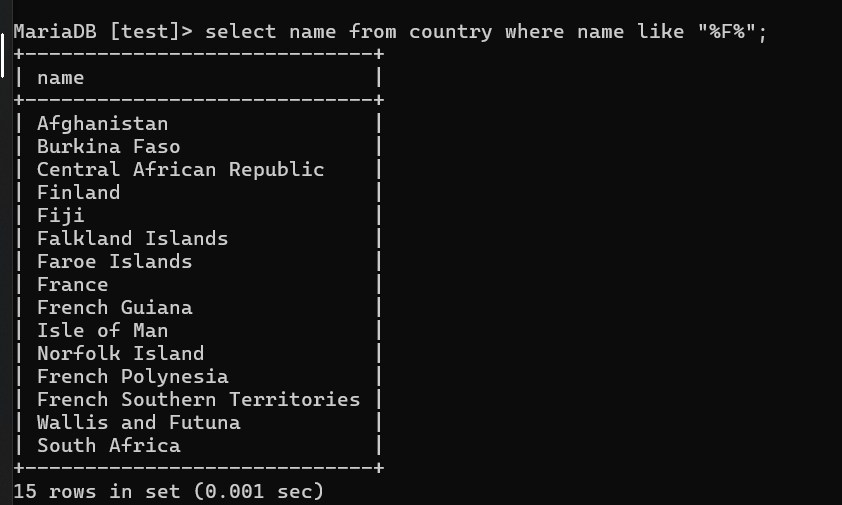 MariaDB [test]> select name from country where name like "%F%";
+-----------------------------+
| name                        |
+-----------------------------+
| Afghanistan                 |
| Burkina Faso                |
| Central African Republic    |
| Finland                     |
| Fiji                        |
| Falkland Islands            |
| Faroe Islands               |
| France                      |
| French Guiana               |
| Isle of Man                 |
| Norfolk Island              |
| French Polynesia            |
| French Southern Territories |
| Wallis and Futuna           |
| South Africa                |
+-----------------------------+
15 rows in set (0.001 sec)